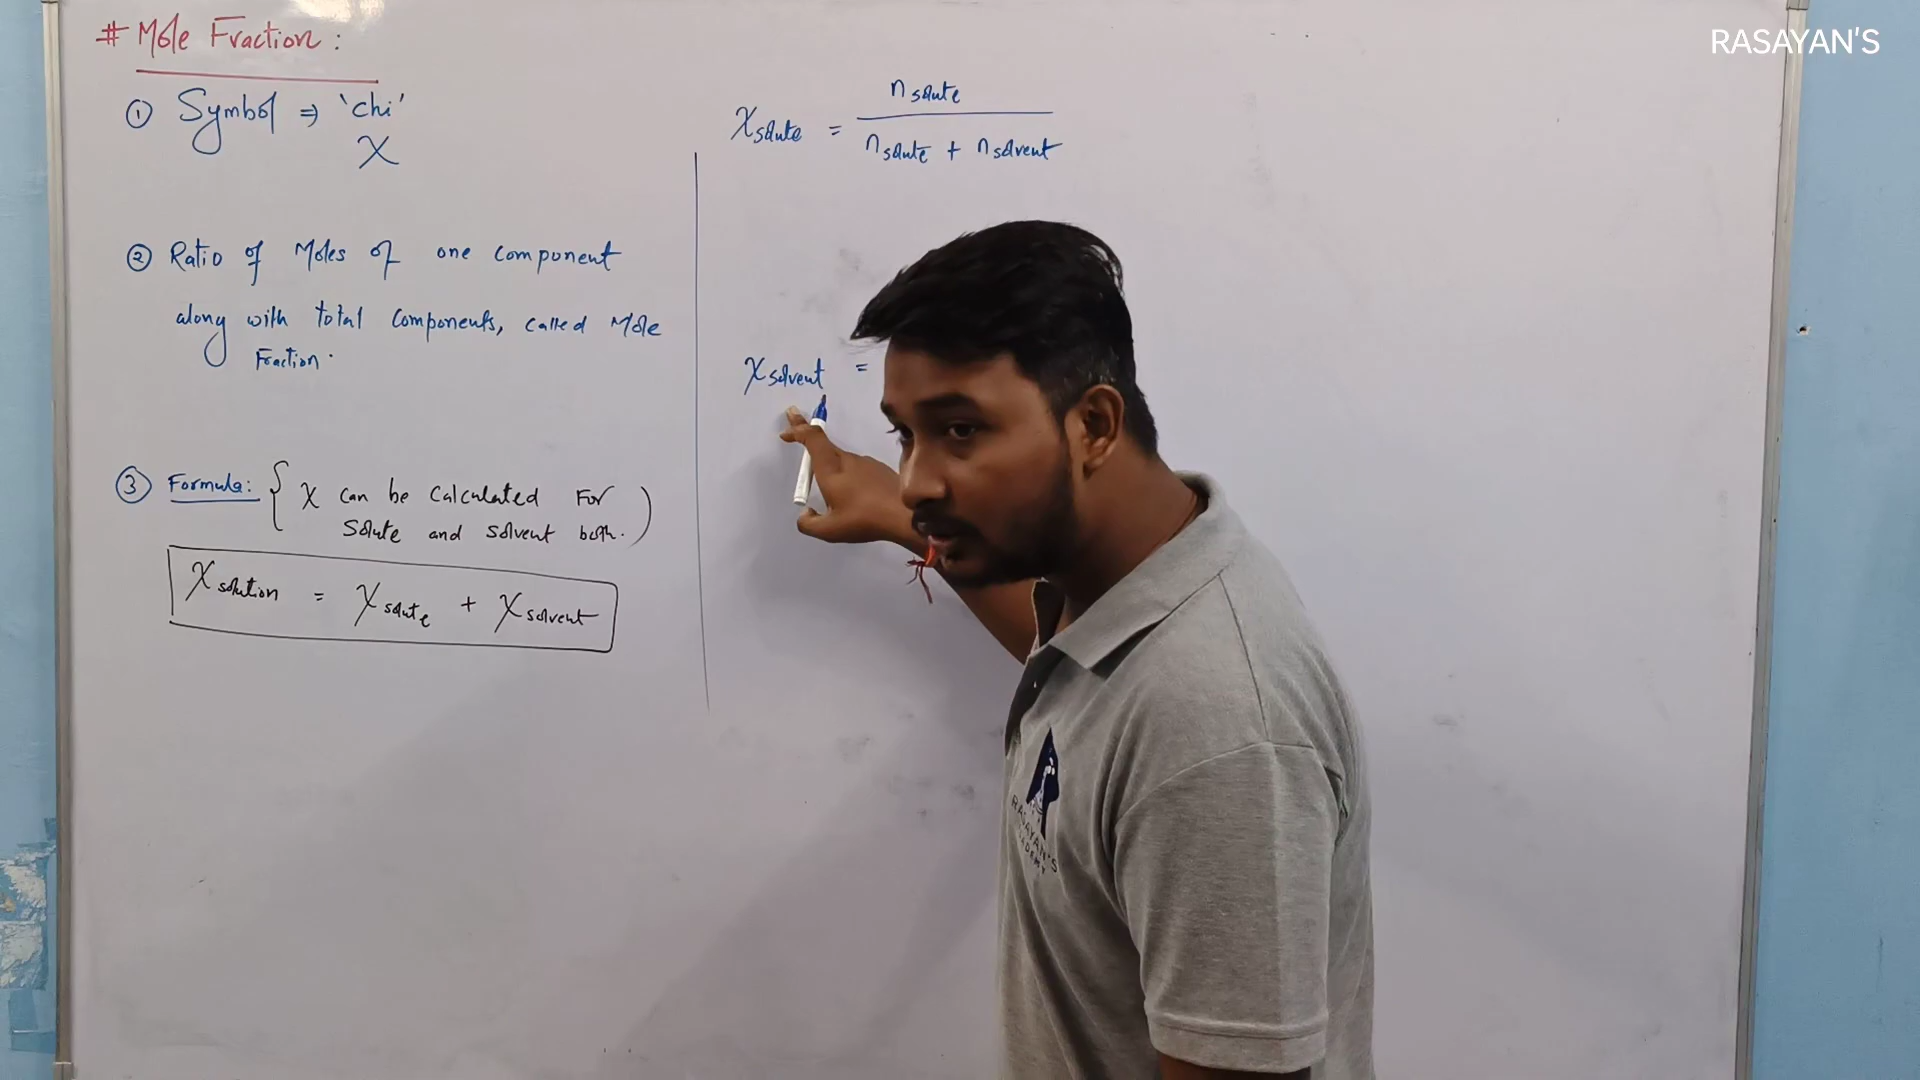 # Mole Fraction :
① Symbol ⇒ 'chi'
χ
② Ratio of Moles of one component
along with total components, called Mole
Fraction.
③ Formula: { χ can be calculated For
solute and solvent both. )
χ solution = χ solute + χ solvent
χ solute = n solute / n solute + n solvent
χ solvent =
RASAYAN'S
RASAYAN'S